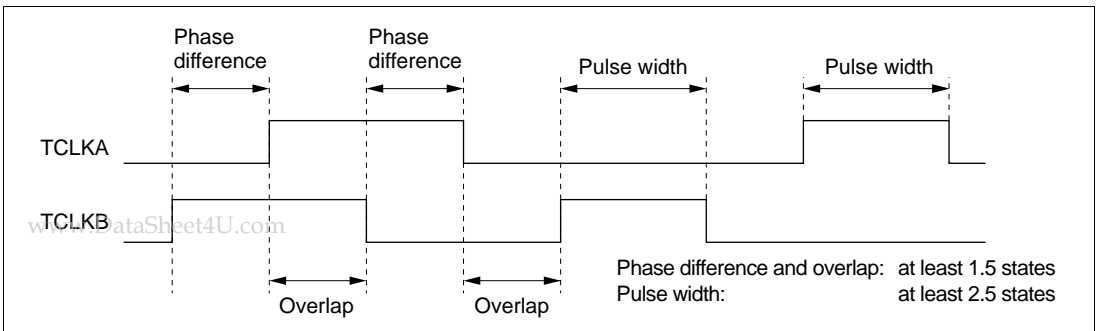 Phase
difference
Phase
difference
Pulse width
Pulse width
TCLKA
TCLKB
www.DataSheet4U.com
Overlap
Overlap
Phase difference and overlap: at least 1.5 states
Pulse width: at least 2.5 states